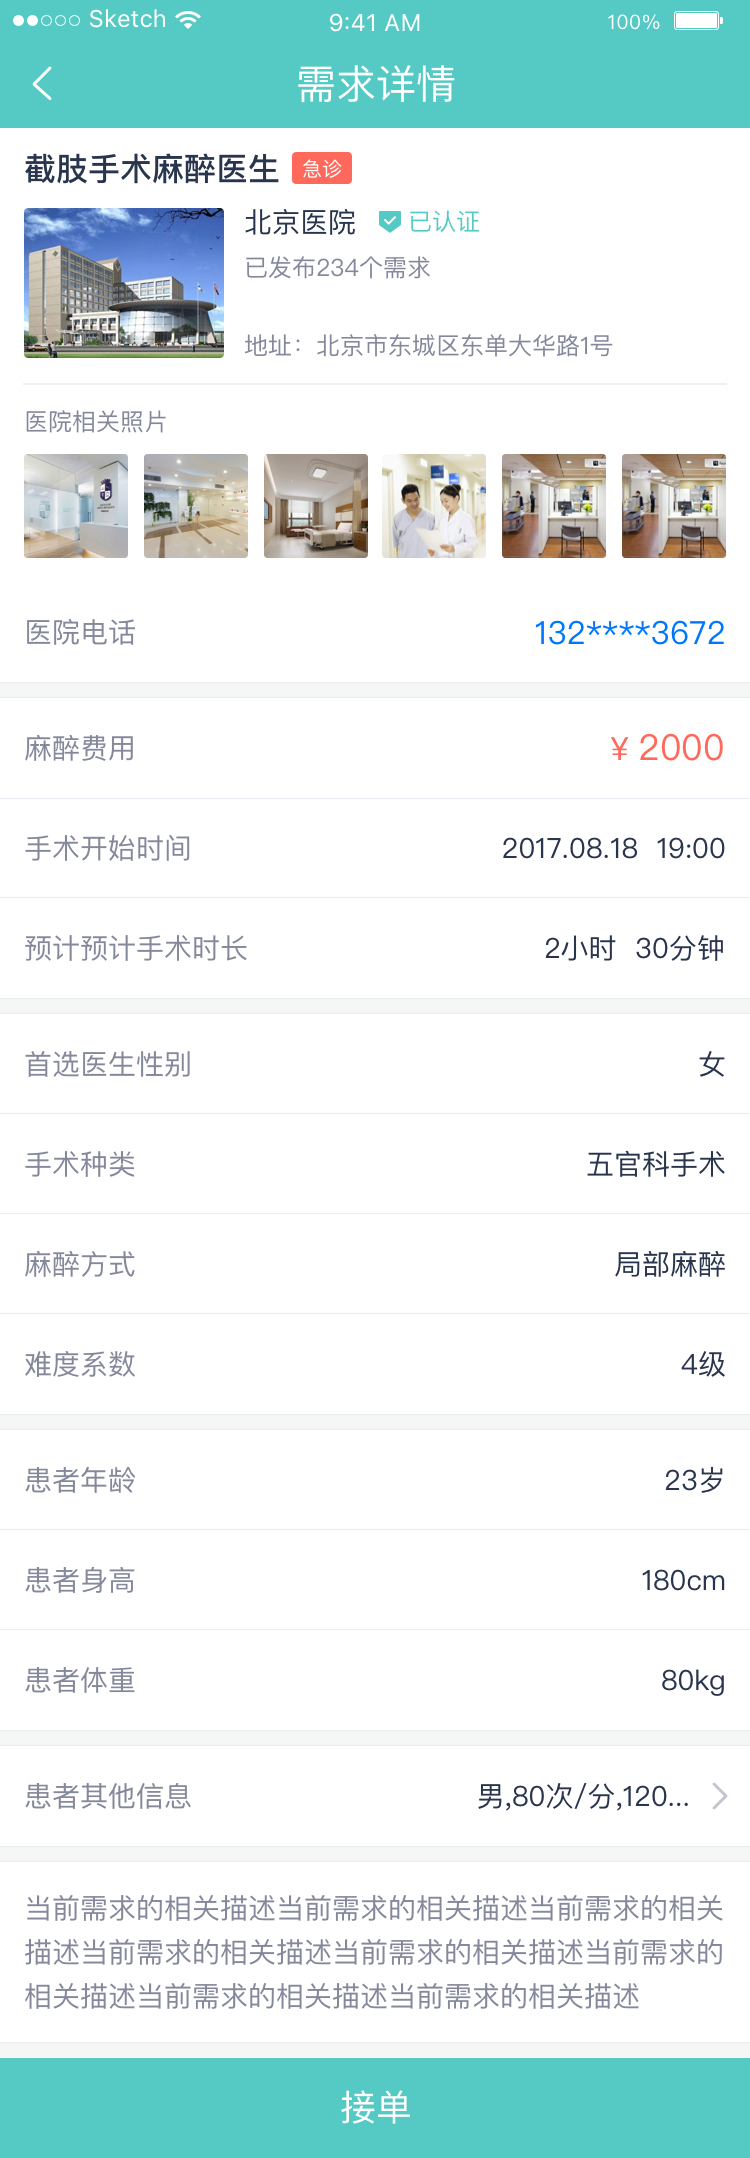 Sketch 9:41 AM 100%
需求详情
截肢手术麻醉医生 急诊
北京医院 已认证
已发布234个需求
地址：北京市东城区东单大华路1号
医院相关照片
医院电话 132****3672
麻醉费用 ¥ 2000
手术开始时间 2017.08.18 19:00
预计预计手术时长 2小时 30分钟
首选医生性别 女
手术种类 五官科手术
麻醉方式 局部麻醉
难度系数 4级
患者年龄 23岁
患者身高 180cm
患者体重 80kg
患者其他信息 男,80次/分,120...
当前需求的相关描述当前需求的相关描述当前需求的相关
描述当前需求的相关描述当前需求的相关描述当前需求的
相关描述当前需求的相关描述当前需求的相关描述
接单